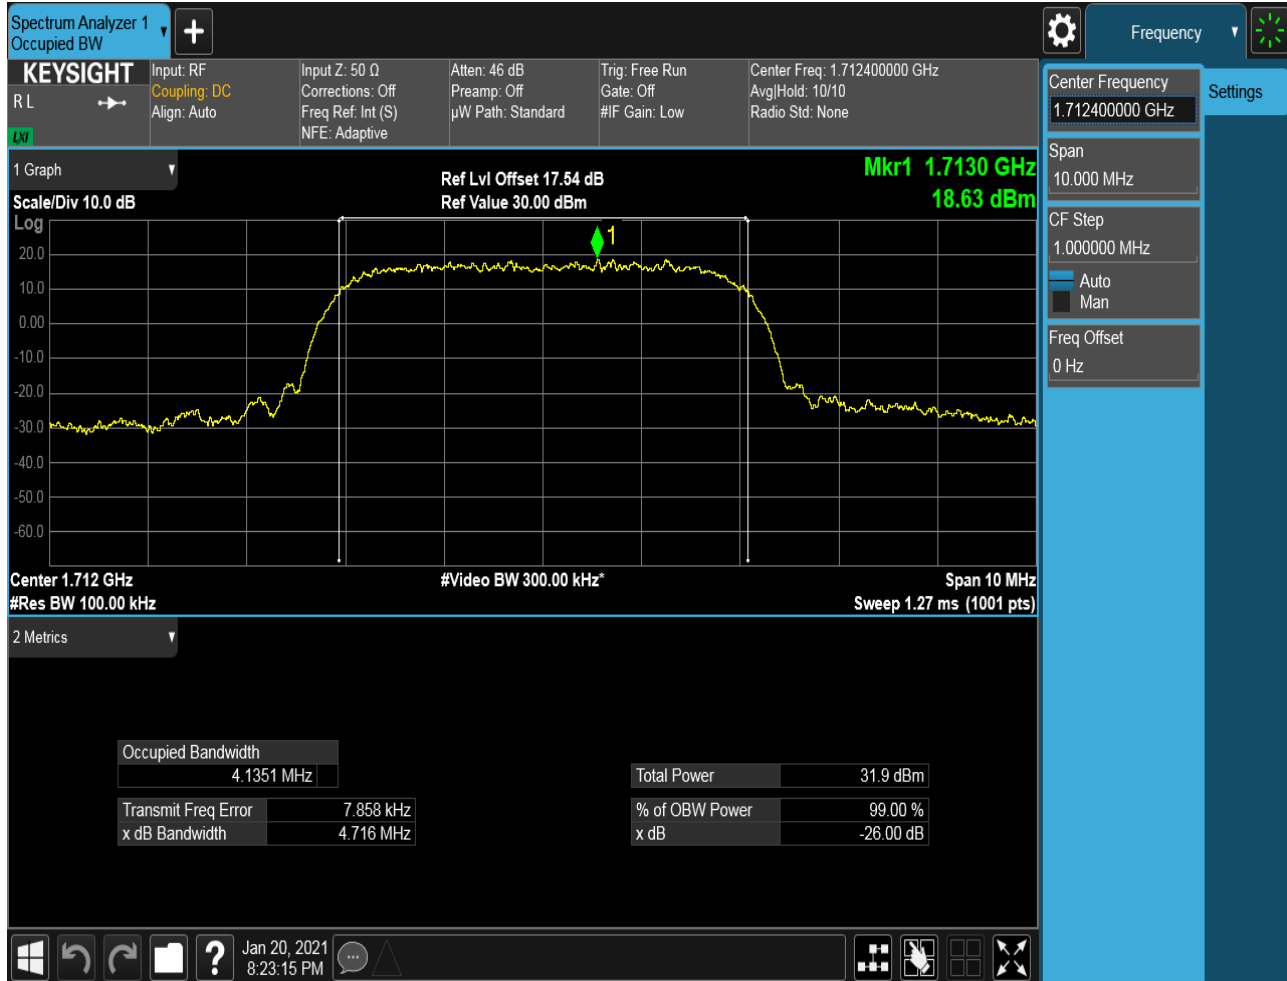 Spectrum Analyzer 1
Occupied BW
Frequency
KEYSIGHT
R L
LXI
Input: RF
Coupling: DC
Align: Auto
Input Z: 50 Ω
Corrections: Off
Freq Ref: Int (S)
NFE: Adaptive
Atten: 46 dB
Preamp: Off
µW Path: Standard
Trig: Free Run
Gate: Off
#IF Gain: Low
Center Freq: 1.712400000 GHz
Avg|Hold: 10/10
Radio Std: None
Center Frequency
1.712400000 GHz
Settings
Span
10.000 MHz
CF Step
1.000000 MHz
Auto
Man
Freq Offset
0 Hz
1 Graph
Scale/Div 10.0 dB
Ref Lvl Offset 17.54 dB
Ref Value 30.00 dBm
Mkr1 1.7130 GHz
18.63 dBm
Log
1
20.0
10.0
0.00
-10.0
-20.0
-30.0
-40.0
-50.0
-60.0
Center 1.712 GHz
#Res BW 100.00 kHz
#Video BW 300.00 kHz*
Span 10 MHz
Sweep 1.27 ms (1001 pts)
2 Metrics
Occupied Bandwidth
4.1351 MHz
Transmit Freq Error 7.858 kHz
x dB Bandwidth 4.716 MHz
Total Power 31.9 dBm
% of OBW Power 99.00 %
x dB -26.00 dB
?
Jan 20, 2021
8:23:15 PM